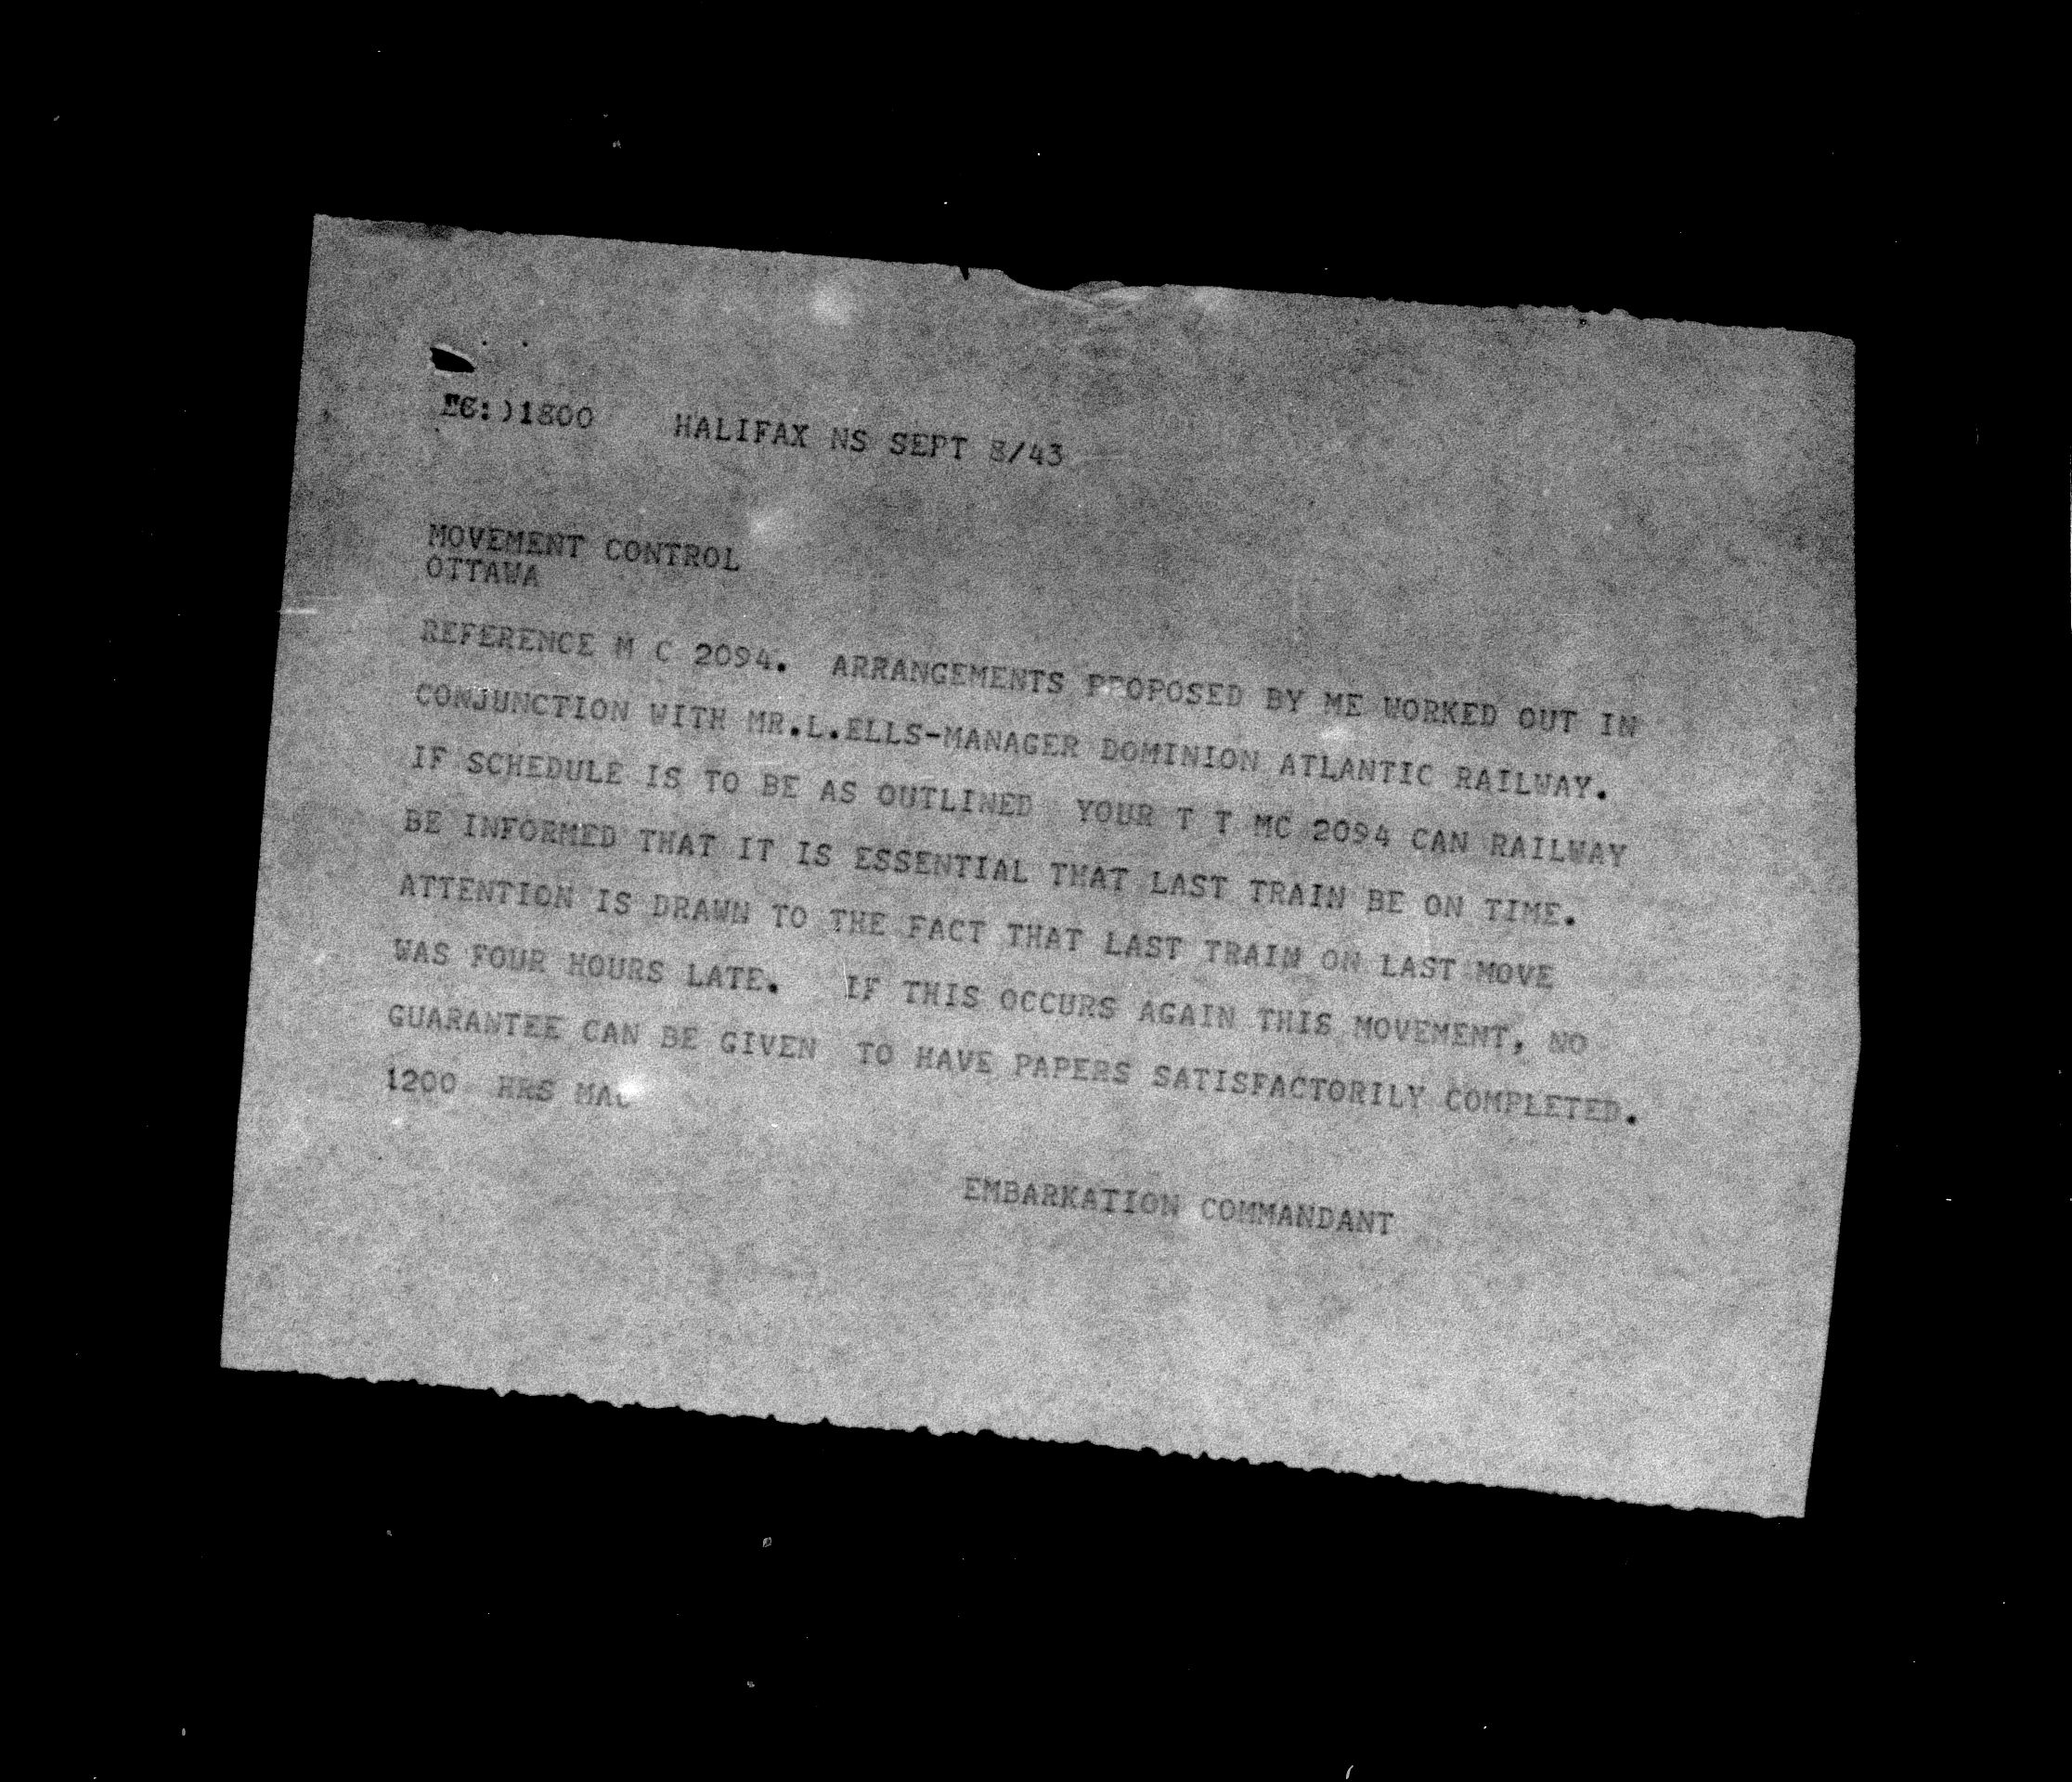 1800 HALIFAX NS SEPT 8/43
MOVEMENT CONTROL
OTTAWA
REFERENCE M C 2094. ARRANGEMENTS PROPOSED BY ME WORKED OUT IN
CONJUNCTION WITH MR.L.ELLS-MANAGER DOMINION ATLANTIC RAILWAY.
IF SCHEDULE IS TO BE AS OUTLINED YOUR T T MC 2094 CAN RAILWAY
BE INFORMED THAT IT IS ESSENTIAL THAT LAST TRAIN BE ON TIME.
ATTENTION IS DRAWN TO THE FACT THAT LAST TRAIN ON LAST MOVE
WAS FOUR HOURS LATE. IF THIS OCCURS AGAIN THIS MOVEMENT, NO
GUARANTEE CAN BE GIVEN TO HAVE PAPERS SATISFACTORILY COMPLETED.
1200 HRS
EMBARKATION COMMANDANT